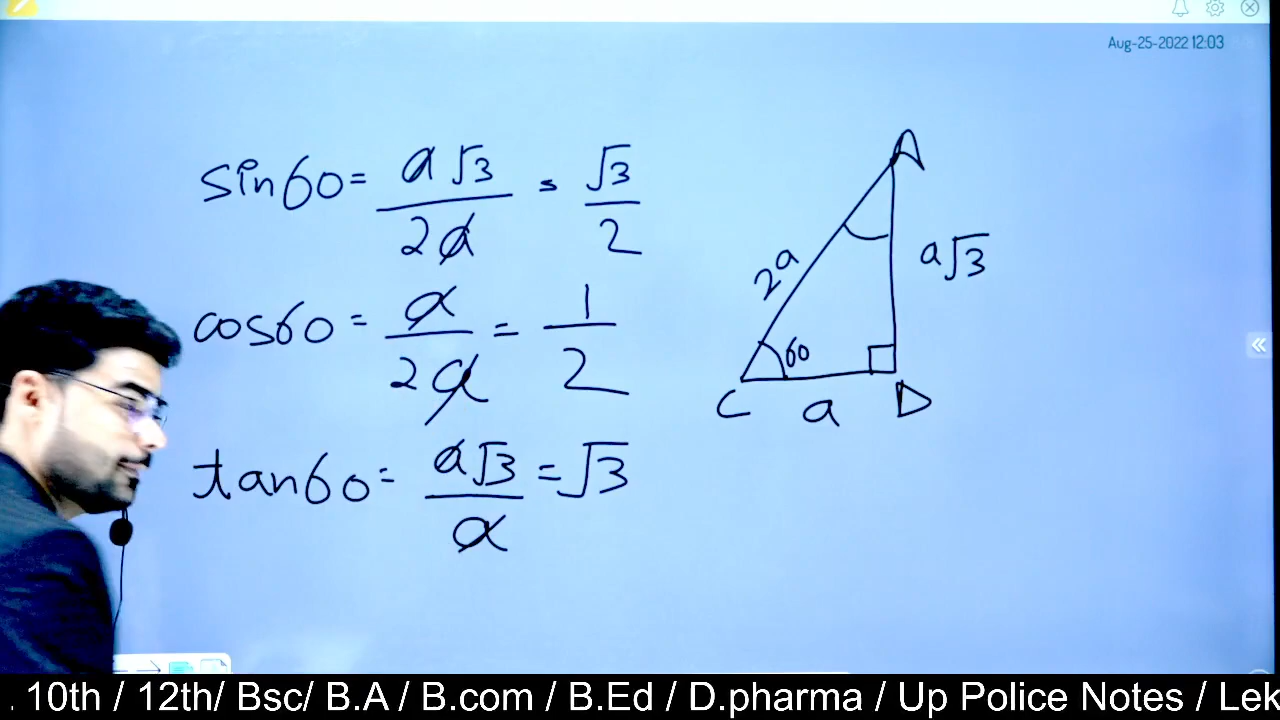 Aug-25-2022 12:03
sin60 = a√3/2a = √3/2
cos60 = a/2a = 1/2
tan60 = a√3/a = √3
A
2a
a√3
60
C
a
D
. 10th / 12th/ Bsc/ B.A / B.com / B.Ed / D.pharma / Up Police Notes / Lek